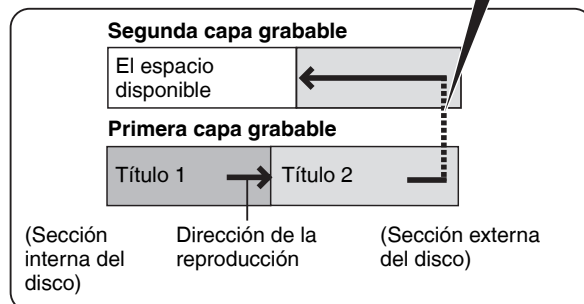 Segunda capa grabable
El espacio
disponible
Primera capa grabable
Título 1
Título 2
(Sección
interna del
disco)
Dirección de la
reproducción
(Sección externa
del disco)